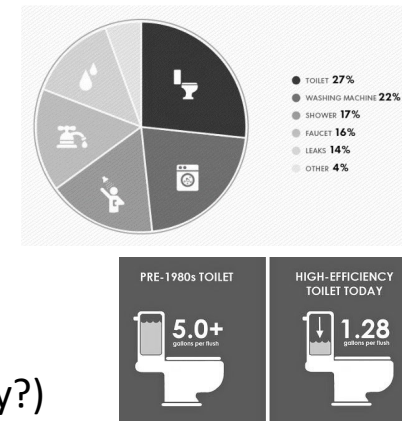 TOILET 27%
WASHING MACHINE 22%
SHOWER 17%
FAUCET 16%
LEAKS 14%
OTHER 4%
PRE-1980s TOILET
5.0+
gallons per flush
HIGH-EFFICIENCY
TOILET TODAY
1.28
gallons per flush
y?)